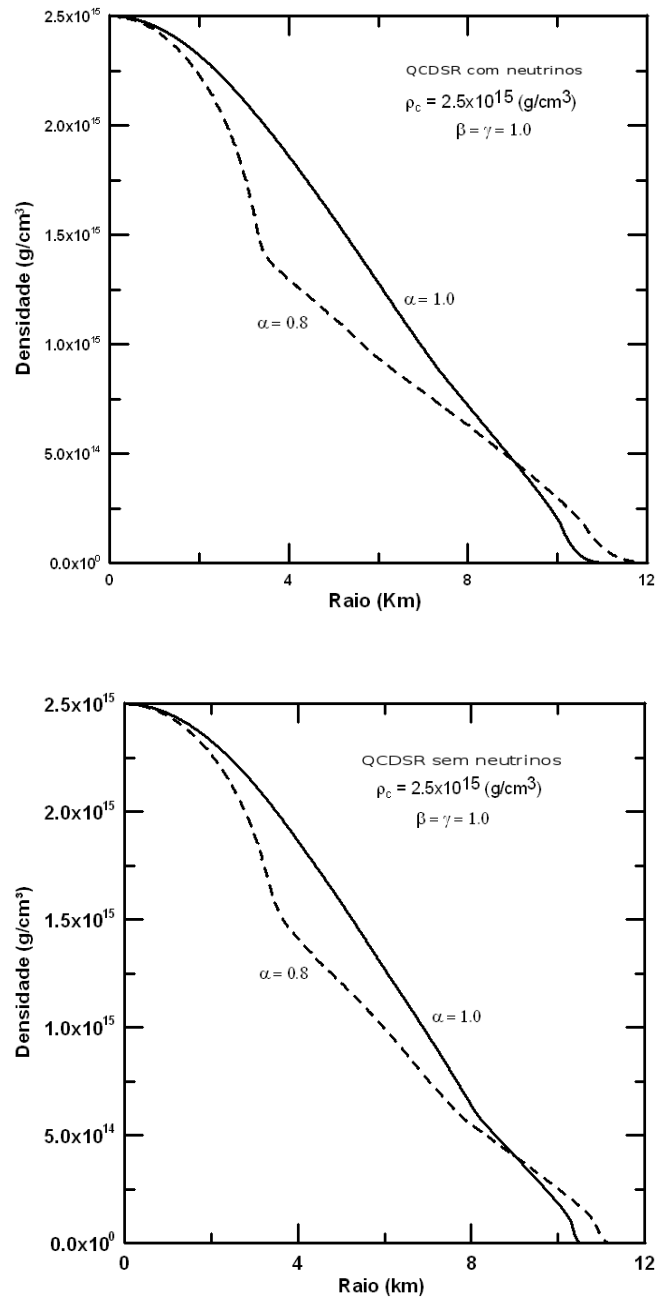 2.5x10¹⁵
QCDSR com neutrinos
ρc = 2.5x10¹⁵ (g/cm³)
β = γ = 1.0
2.0x10¹⁵
1.5x10¹⁵
1.0x10¹⁵
5.0x10¹⁴
0.0x10⁰
Densidade (g/cm³)
α = 1.0
α = 0.8
0 4 8 12
Raio (Km)
2.5x10¹⁵
QCDSR sem neutrinos
ρc = 2.5x10¹⁵ (g/cm³)
β = γ = 1.0
2.0x10¹⁵
1.5x10¹⁵
1.0x10¹⁵
5.0x10¹⁴
0.0x10⁰
Densidade (g/cm³)
α = 0.8
α = 1.0
0 4 8 12
Raio (km)